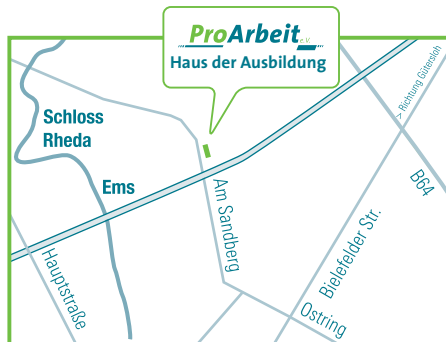 ProArbeit e.V.
Haus der Ausbildung
> Richtung Gütersloh
Schloss
Rheda
Ems
B64
Am Sandberg
Bielefelder Str.
Hauptstraße
Ostring